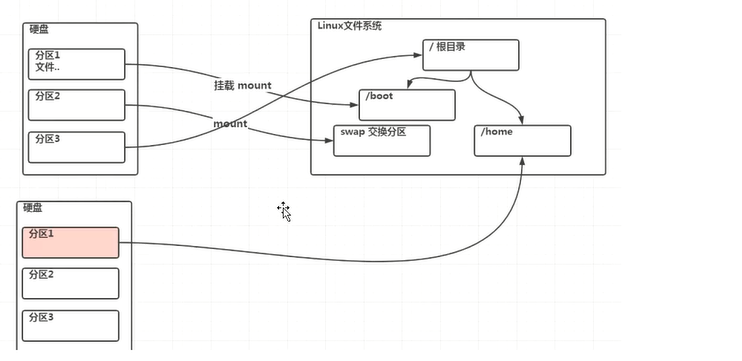 硬盘
分区1
文件..
分区2
分区3
挂载 mount
mount
Linux文件系统
/ 根目录
/boot
swap 交换分区
/home
硬盘
分区1
分区2
分区3